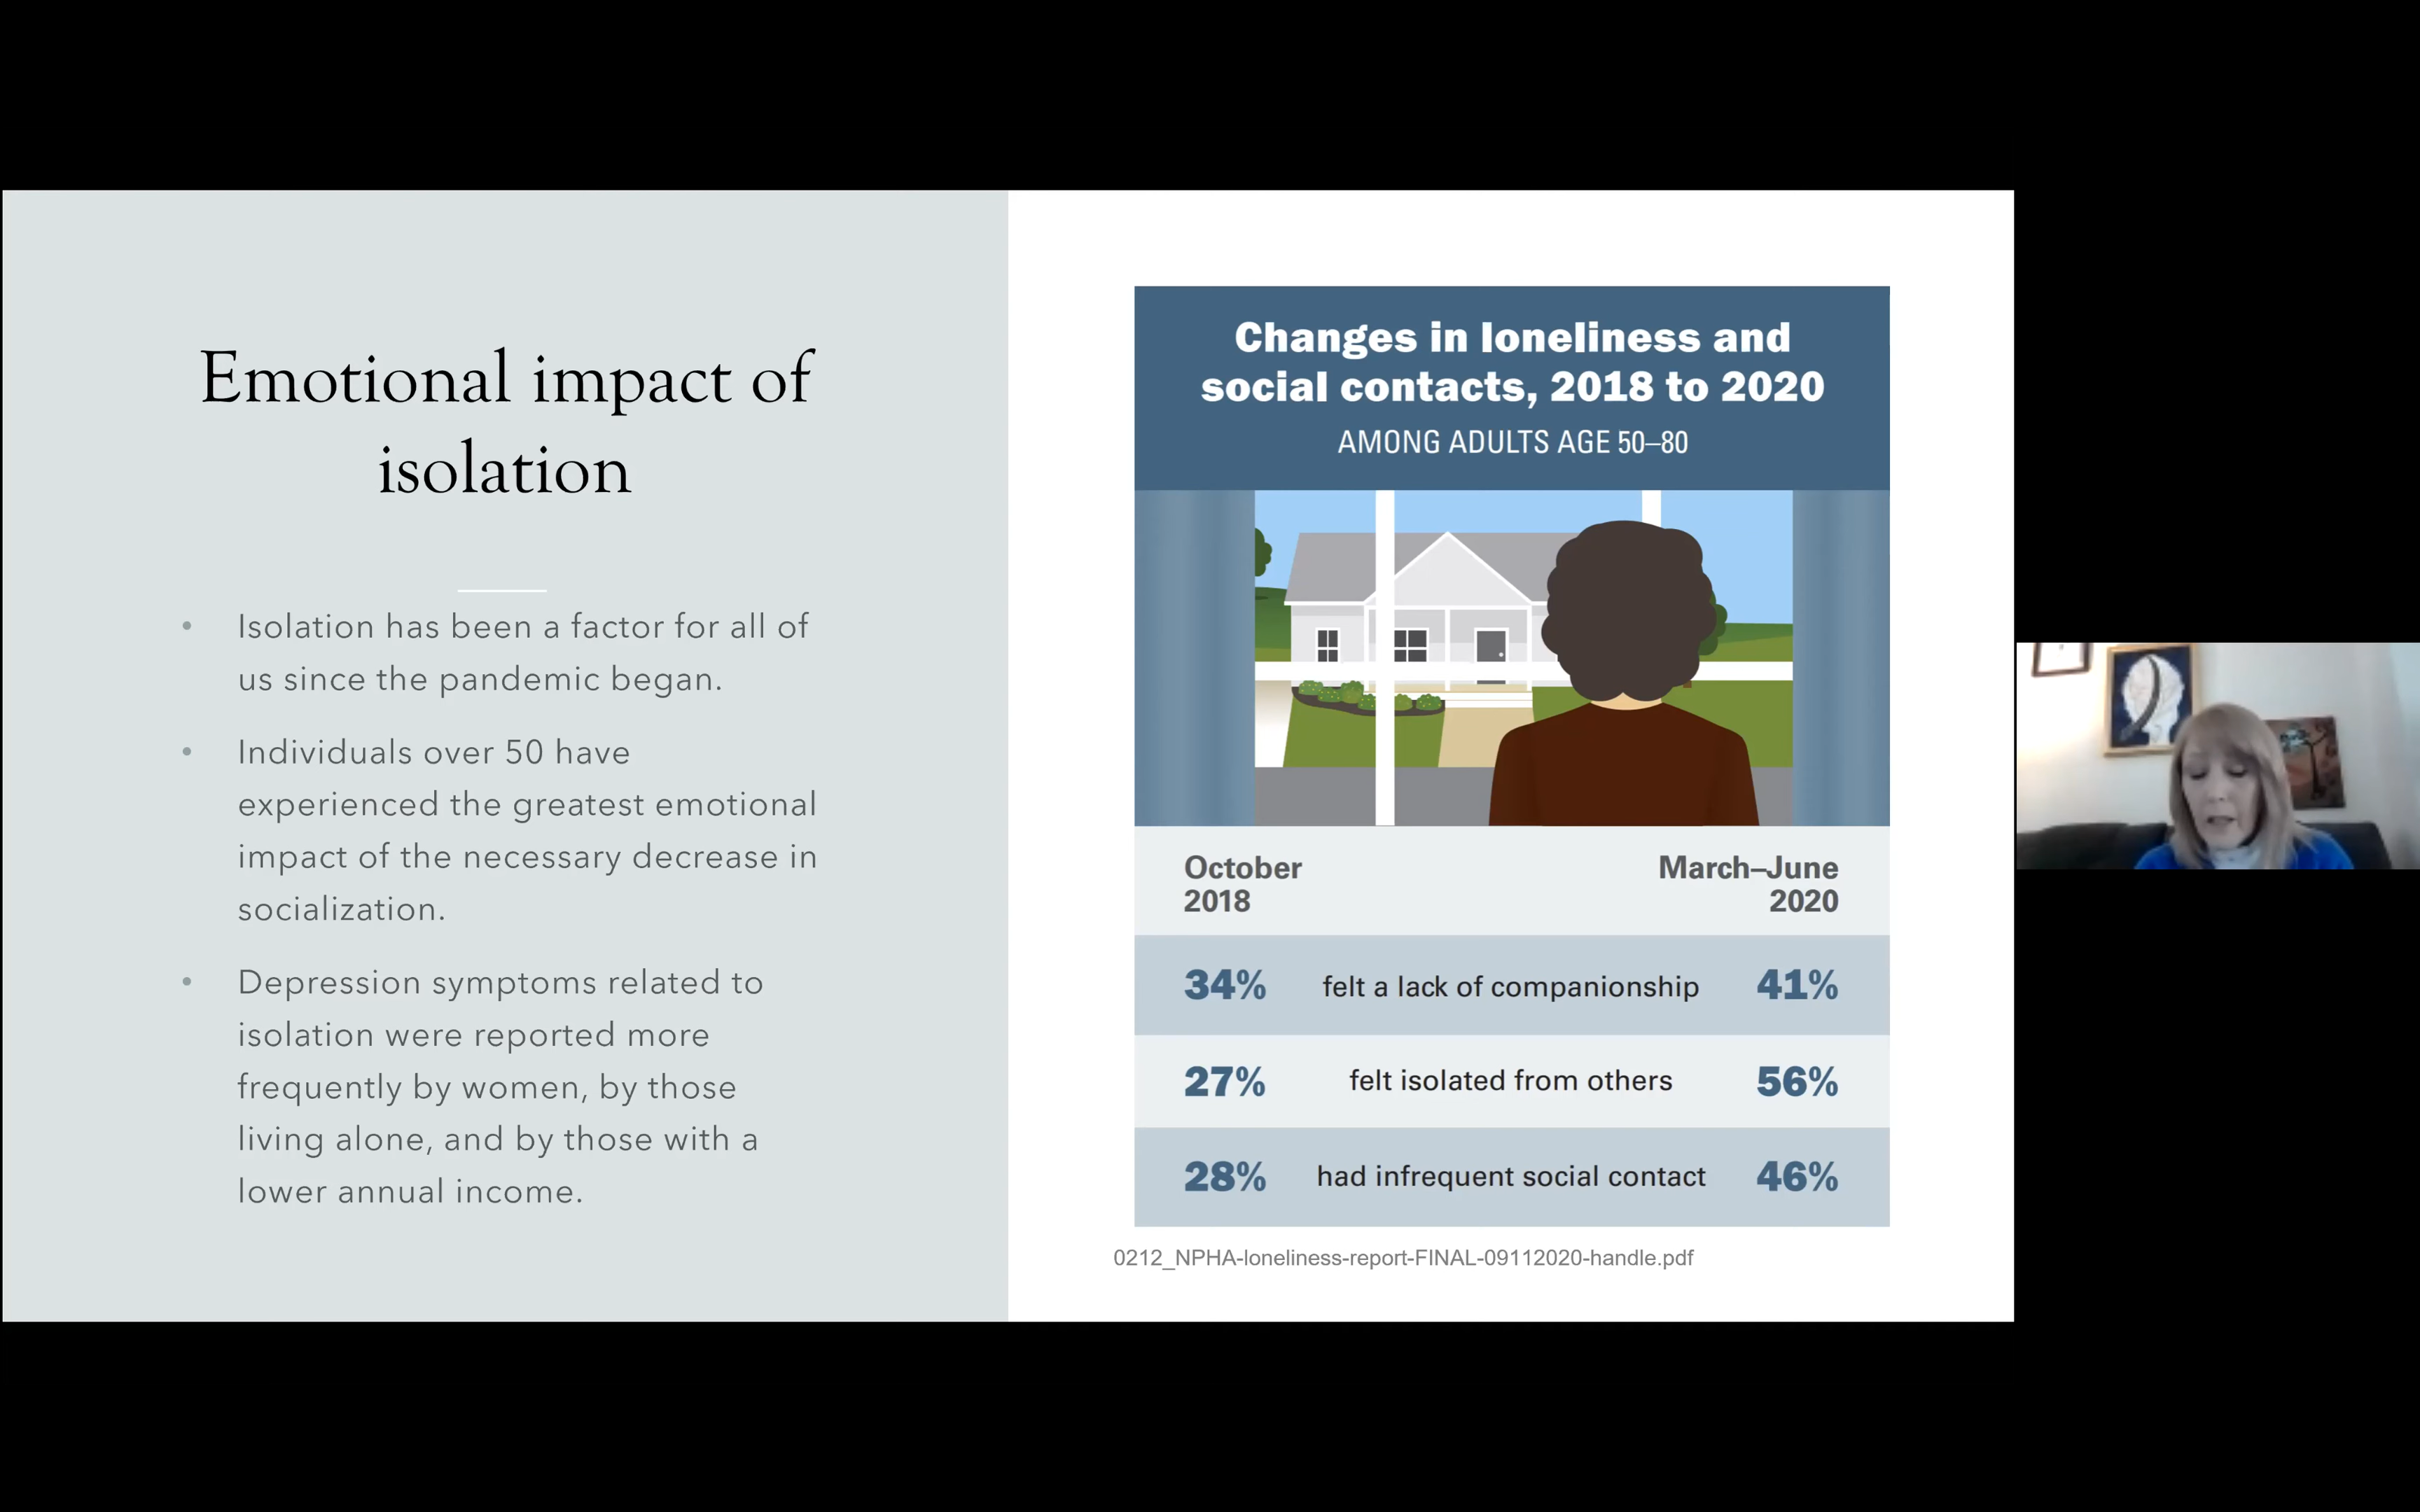 Emotional impact of
isolation
• Isolation has been a factor for all of
us since the pandemic began.
• Individuals over 50 have
experienced the greatest emotional
impact of the necessary decrease in
socialization.
• Depression symptoms related to
isolation were reported more
frequently by women, by those
living alone, and by those with a
lower annual income.
Changes in loneliness and
social contacts, 2018 to 2020
AMONG ADULTS AGE 50–80
October
2018
March–June
2020
34% felt a lack of companionship 41%
27% felt isolated from others 56%
28% had infrequent social contact 46%
0212_NPHA-loneliness-report-FINAL-09112020-handle.pdf